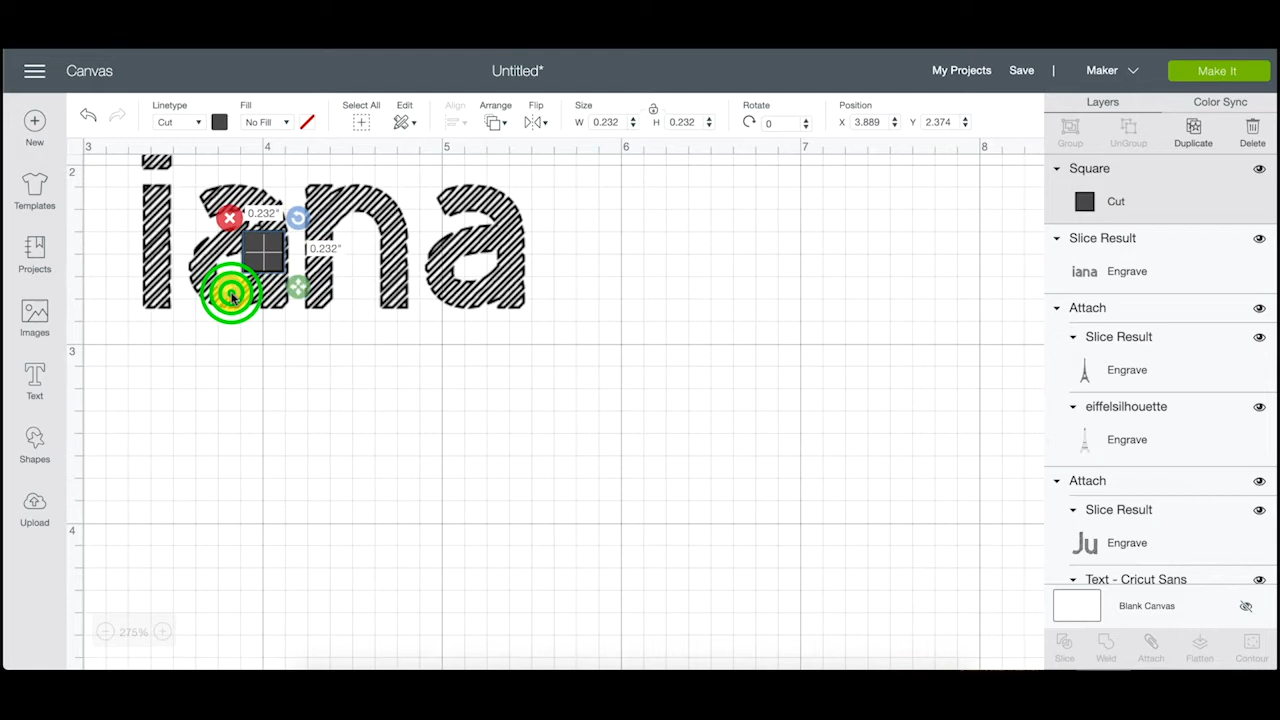 Canvas
Untitled*
My Projects Save | Maker Make It
Linetype Fill Select All Edit Align Arrange Flip Size Rotate Position
Cut No Fill W 0.232 H 0.232 0 X 3.889 Y 2.374
Layers Color Sync
Group UnGroup Duplicate Delete
New
Templates
Projects
Images
Text
Shapes
Upload
3 4 5 6 7 8
2
3
4
iana
0.232"
0.232"
275%
Square
Cut
Slice Result
iana Engrave
Attach
Slice Result
Engrave
eiffelsilhouette
Engrave
Attach
Slice Result
Ju Engrave
Text - Cricut Sans
Blank Canvas
Slice Weld Attach Flatten Contour